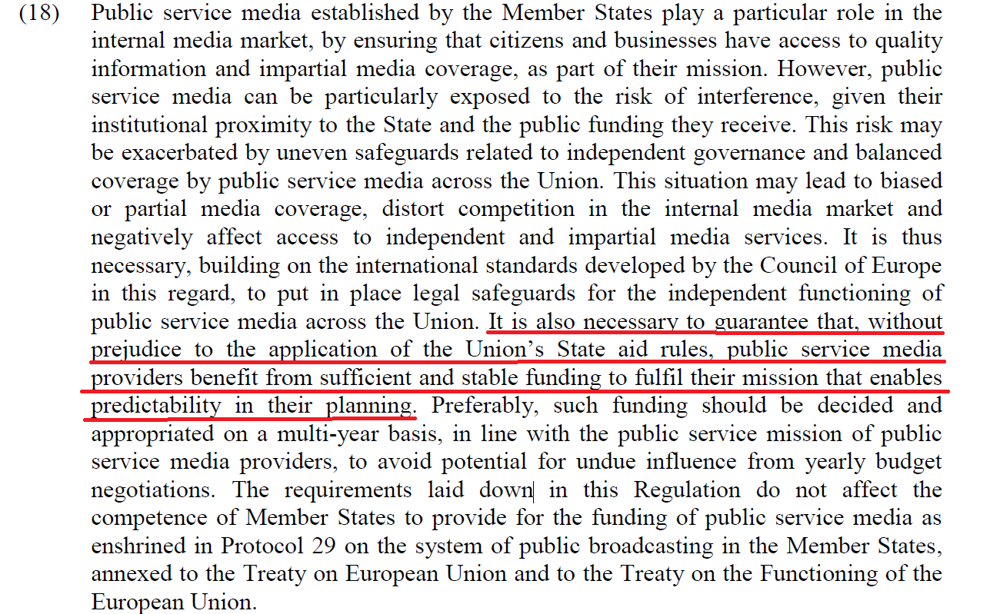 (18) Public service media established by the Member States play a particular role in the
internal media market, by ensuring that citizens and businesses have access to quality
information and impartial media coverage, as part of their mission. However, public
service media can be particularly exposed to the risk of interference, given their
institutional proximity to the State and the public funding they receive. This risk may
be exacerbated by uneven safeguards related to independent governance and balanced
coverage by public service media across the Union. This situation may lead to biased
or partial media coverage, distort competition in the internal media market and
negatively affect access to independent and impartial media services. It is thus
necessary, building on the international standards developed by the Council of Europe
in this regard, to put in place legal safeguards for the independent functioning of
public service media across the Union. It is also necessary to guarantee that, without
prejudice to the application of the Union’s State aid rules, public service media
providers benefit from sufficient and stable funding to fulfil their mission that enables
predictability in their planning. Preferably, such funding should be decided and
appropriated on a multi-year basis, in line with the public service mission of public
service media providers, to avoid potential for undue influence from yearly budget
negotiations. The requirements laid down in this Regulation do not affect the
competence of Member States to provide for the funding of public service media as
enshrined in Protocol 29 on the system of public broadcasting in the Member States,
annexed to the Treaty on European Union and to the Treaty on the Functioning of the
European Union.